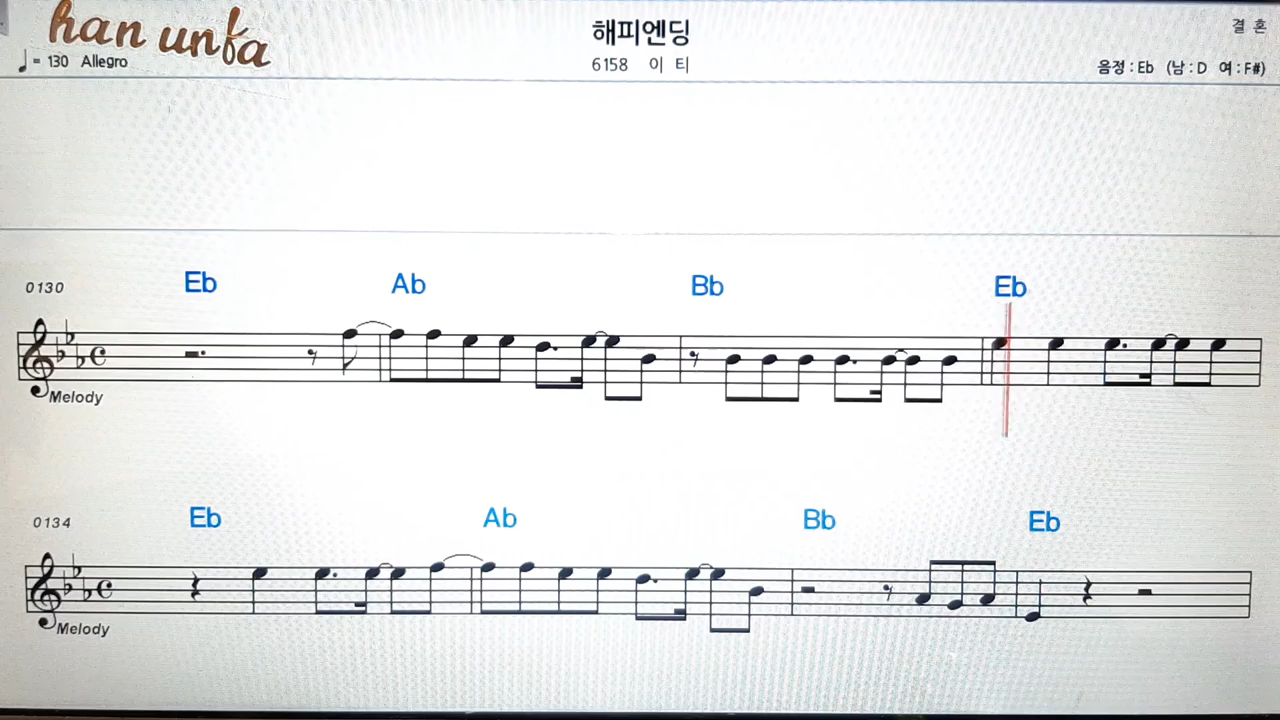 han unfa
해피엔딩
결 혼
♩= 130 Allegro
6158 이 티
음정 : Eb (남 : D 여 : F#)
0130 Eb Ab Bb Eb
Melody
0134 Eb Ab Bb Eb
Melody